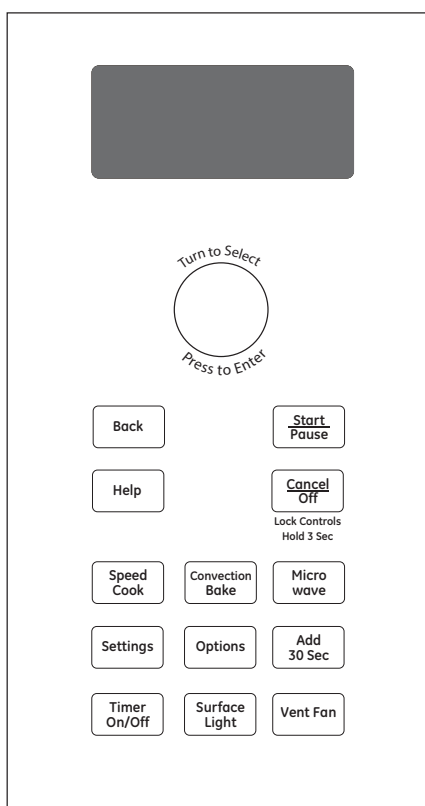 Turn to Select
Press to Enter
Back
Start
Pause
Help
Cancel
Off
Lock Controls
Hold 3 Sec
Speed
Cook
Convection
Bake
Micro
wave
Settings
Options
Add
30 Sec
Timer
On/Off
Surface
Light
Vent Fan